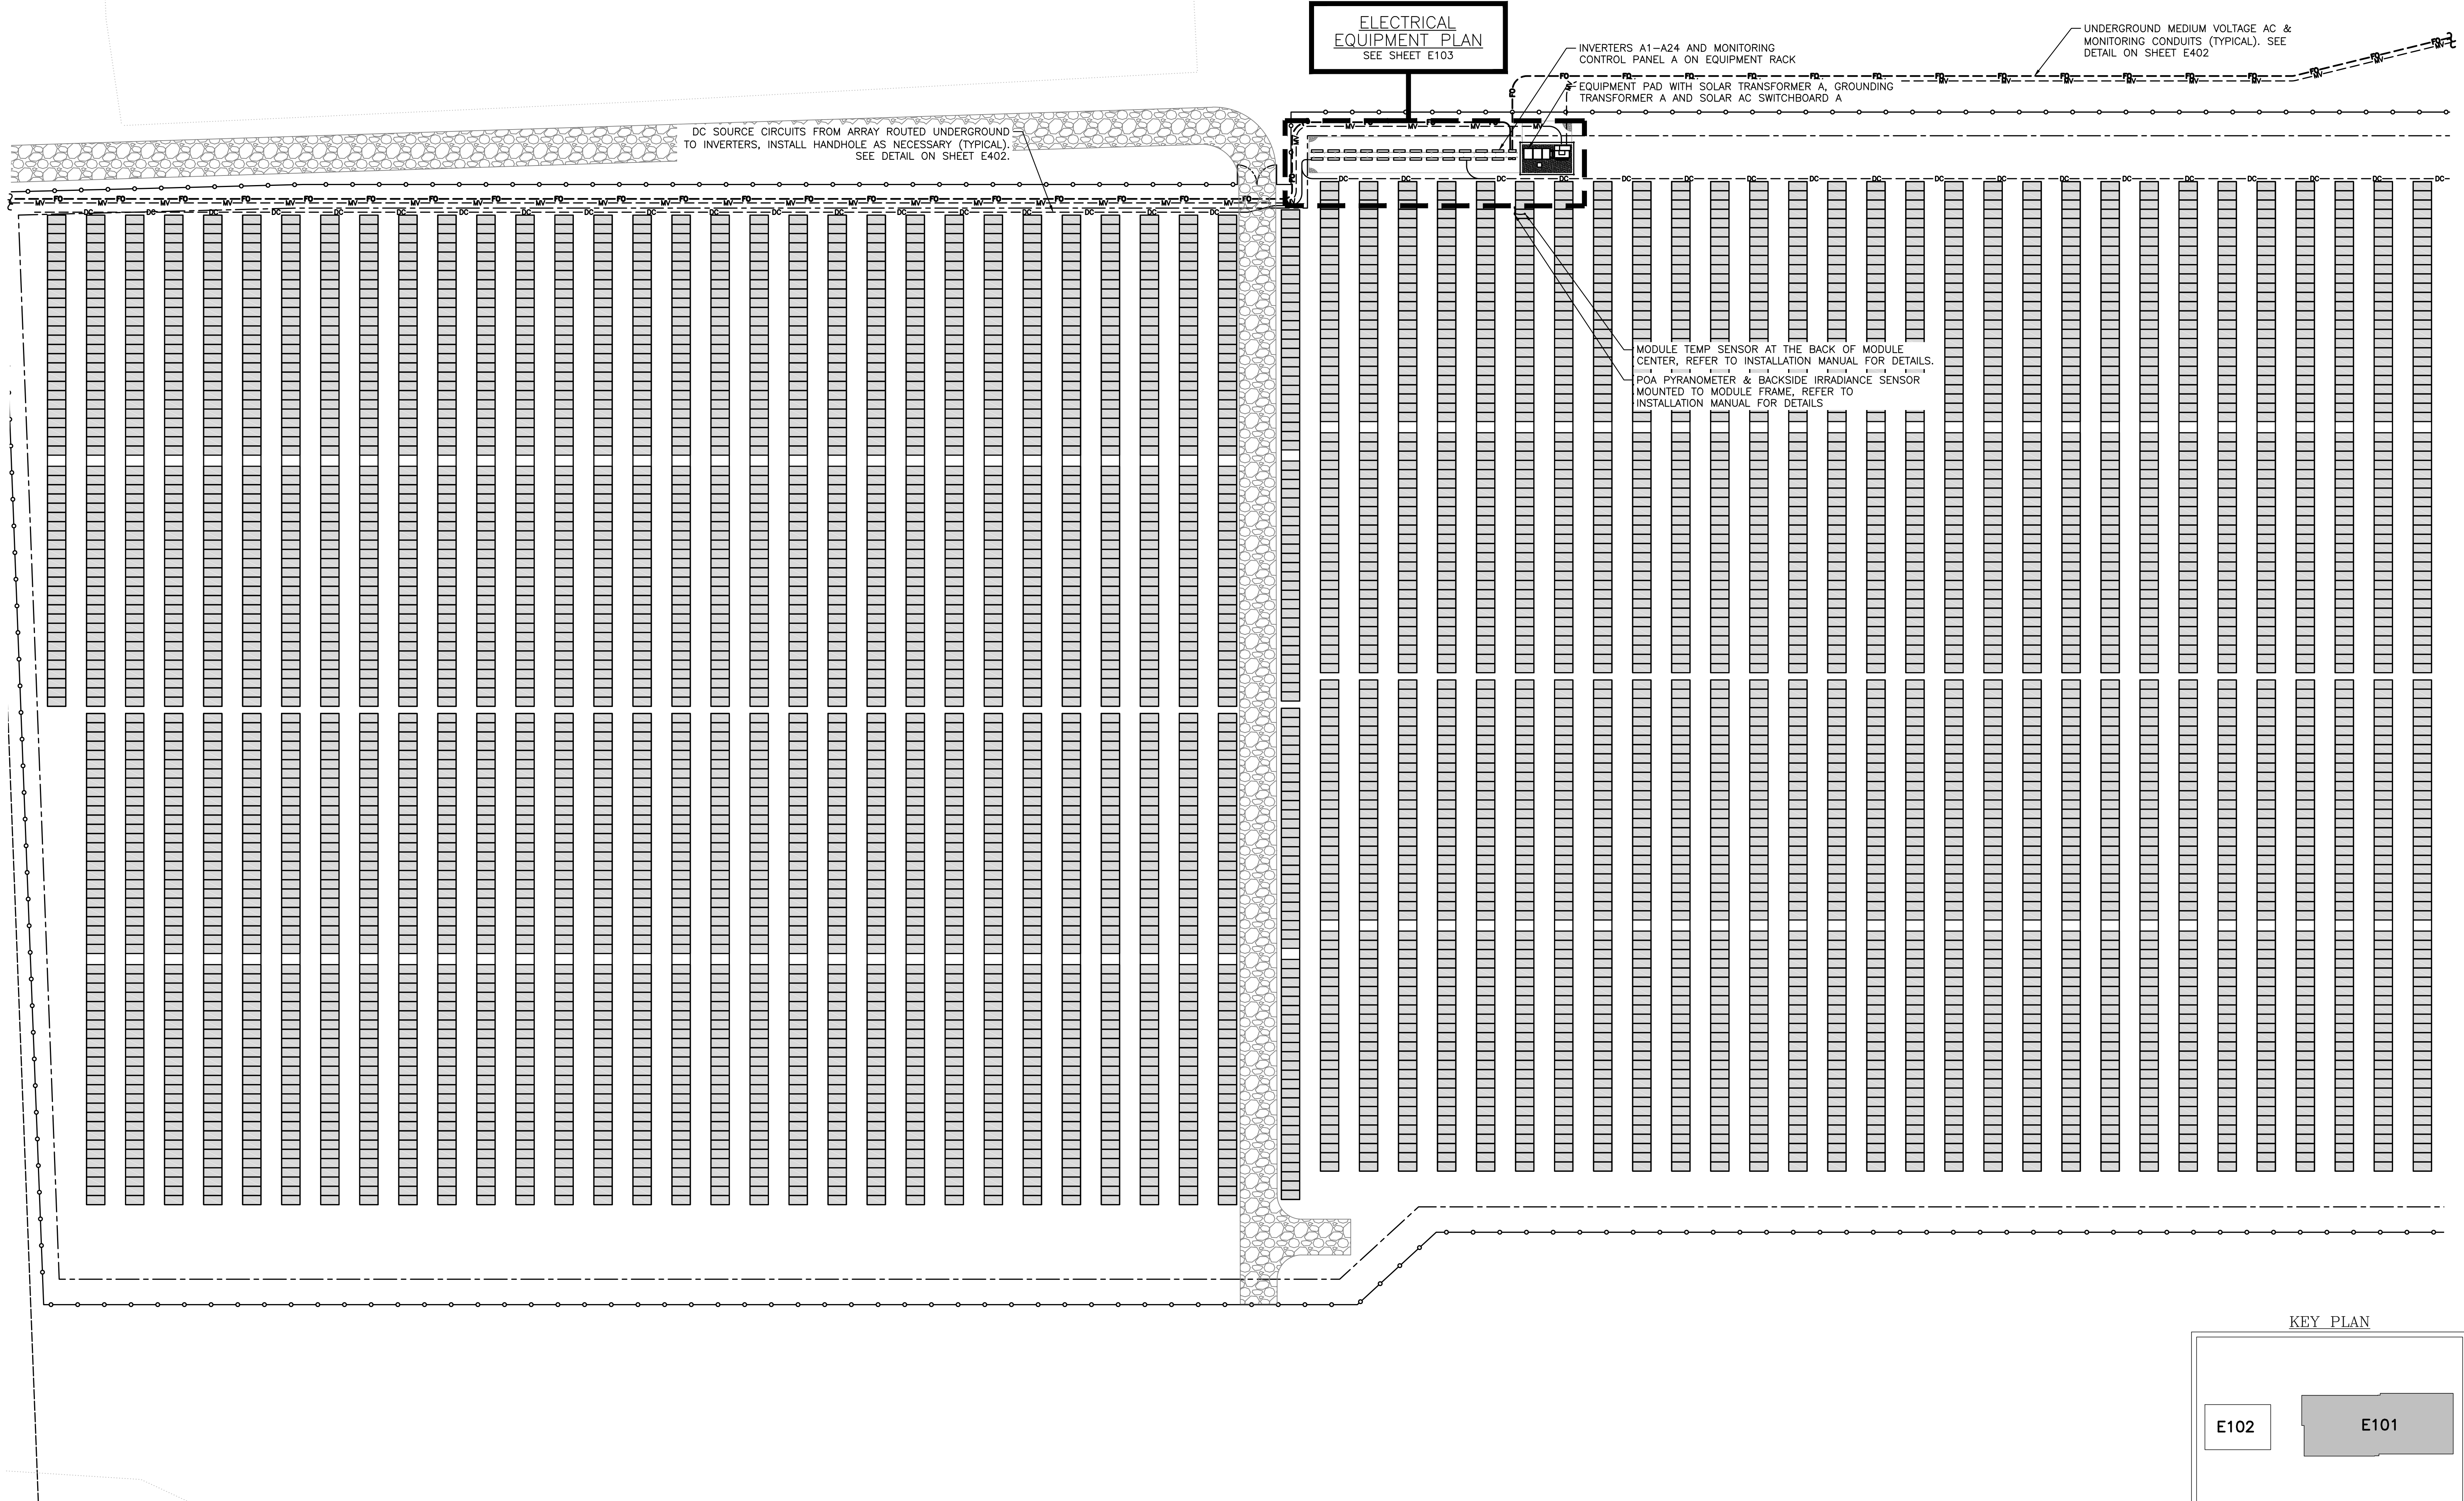 ELECTRICAL
EQUIPMENT PLAN
SEE SHEET E103
INVERTERS A1-A24 AND MONITORING
CONTROL PANEL A ON EQUIPMENT RACK
EQUIPMENT PAD WITH SOLAR TRANSFORMER A, GROUNDING
TRANSFORMER A AND SOLAR AC SWITCHBOARD A
UNDERGROUND MEDIUM VOLTAGE AC &
MONITORING CONDUITS (TYPICAL). SEE
DETAIL ON SHEET E402
DC SOURCE CIRCUITS FROM ARRAY ROUTED UNDERGROUND
TO INVERTERS, INSTALL HANDHOLE AS NECESSARY (TYPICAL).
SEE DETAIL ON SHEET E402.
MODULE TEMP SENSOR AT THE BACK OF MODULE
CENTER, REFER TO INSTALLATION MANUAL FOR DETAILS.
POA PYRANOMETER & BACKSIDE IRRADIANCE SENSOR
MOUNTED TO MODULE FRAME, REFER TO
INSTALLATION MANUAL FOR DETAILS
KEY PLAN
E102
E101